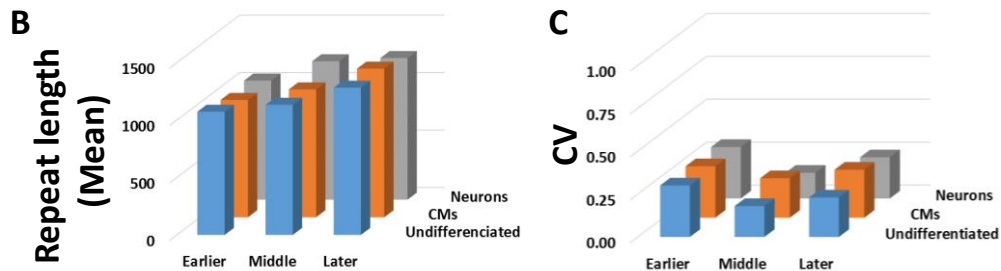 B
Repeat length
(Mean)
1500
1000
500
0
Neurons
CMs
Undifferenciated
Earlier Middle Later
C
CV
1.00
0.75
0.50
0.25
0.00
Neurons
CMs
Undifferentiated
Earlier Middle Later